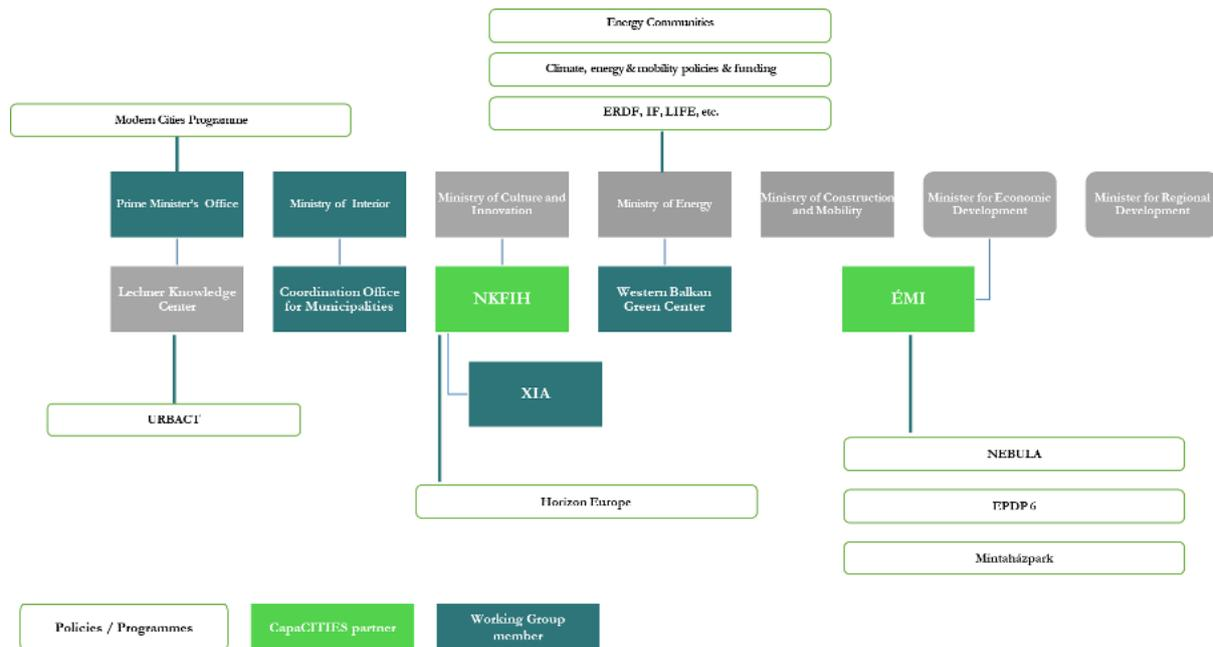 Energy Communities
Climate, energy & mobility policies & funding
ERDF, IF, LIFE, etc.
Modern Cities Programme
Prime Minister's Office
Ministry of Interior
Ministry of Culture and
Innovation
Ministry of Energy
Ministry of Construction
and Mobility
Minister for Economic
Development
Minister for Regional
Development
Lechner Knowledge
Center
Coordination Office
for Municipalities
NKFIH
Western Balkan
Green Center
ÉMI
XIA
URBACT
Horizon Europe
NEBULA
EPDP 6
Mintaházpark
Policies / Programmes
CapaCITIES partner
Working Group
member